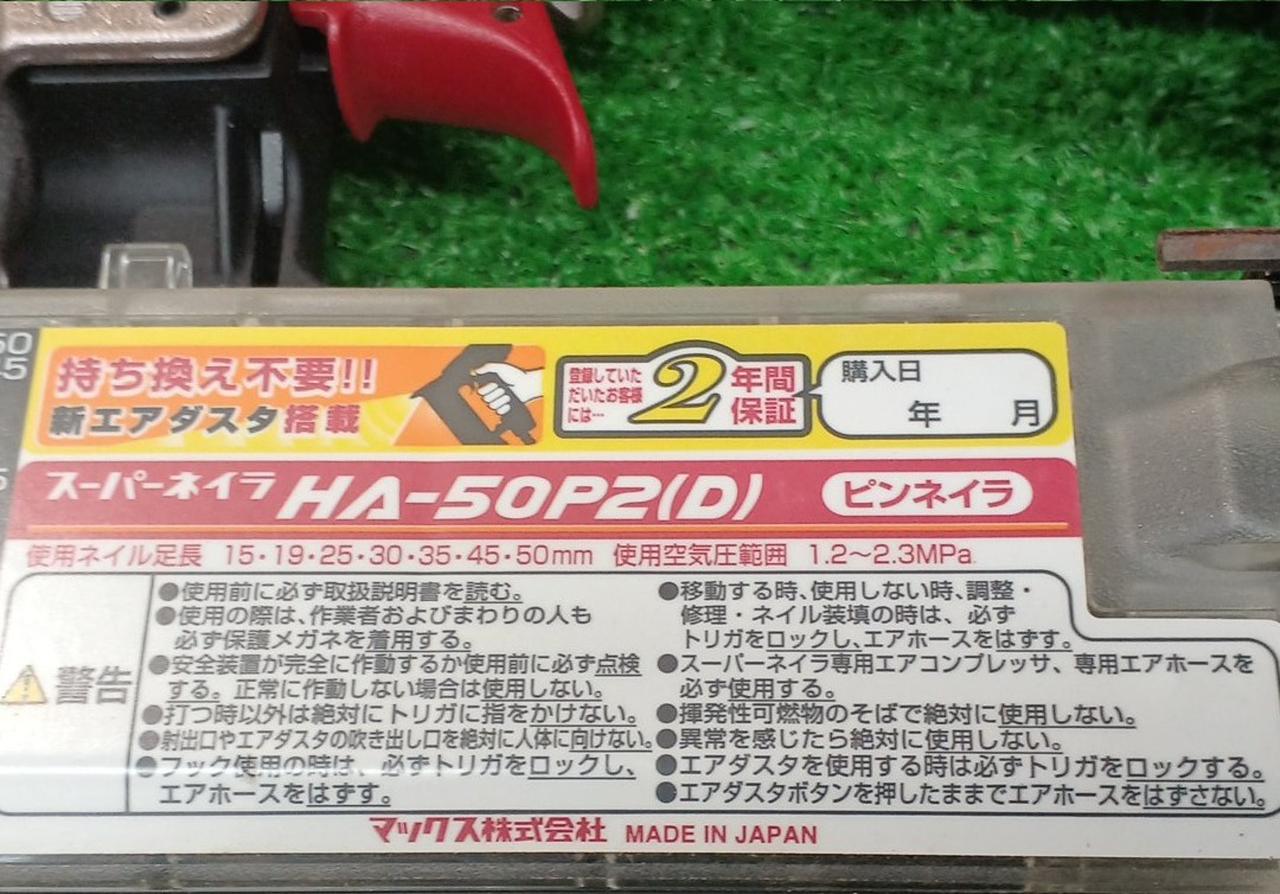 持ち換え不要!!
新エアダスタ搭載
登録していた
だいたお客様
には…
2年間
保証
購入日
年 月
スーパーネイラ HA-50P2(D) ピンネイラ
使用ネイル足長 15・19・25・30・35・45・50mm 使用空気圧範囲 1.2〜2.3MPa
警告
●使用前に必ず取扱説明書を読む。
●使用の際は、作業者およびまわりの人も
必ず保護メガネを着用する。
●安全装置が完全に作動するか使用前に必ず点検
する。正常に作動しない場合は使用しない。
●打つ時以外は絶対にトリガに指をかけない。
●射出口やエアダスタの吹き出し口を絶対に人体に向けない。
●フック使用の時は、必ずトリガをロックし、
エアホースをはずす。
●移動する時、使用しない時、調整・
修理・ネイル装填の時は、必ず
トリガをロックし、エアホースをはずす。
●スーパーネイラ専用エアコンプレッサ、専用エアホースを
必ず使用する。
●揮発性可燃物のそばで絶対に使用しない。
●異常を感じたら絶対に使用しない。
●エアダスタを使用する時は必ずトリガをロックする。
●エアダスタボタンを押したままでエアホースをはずさない。
マックス株式会社 MADE IN JAPAN